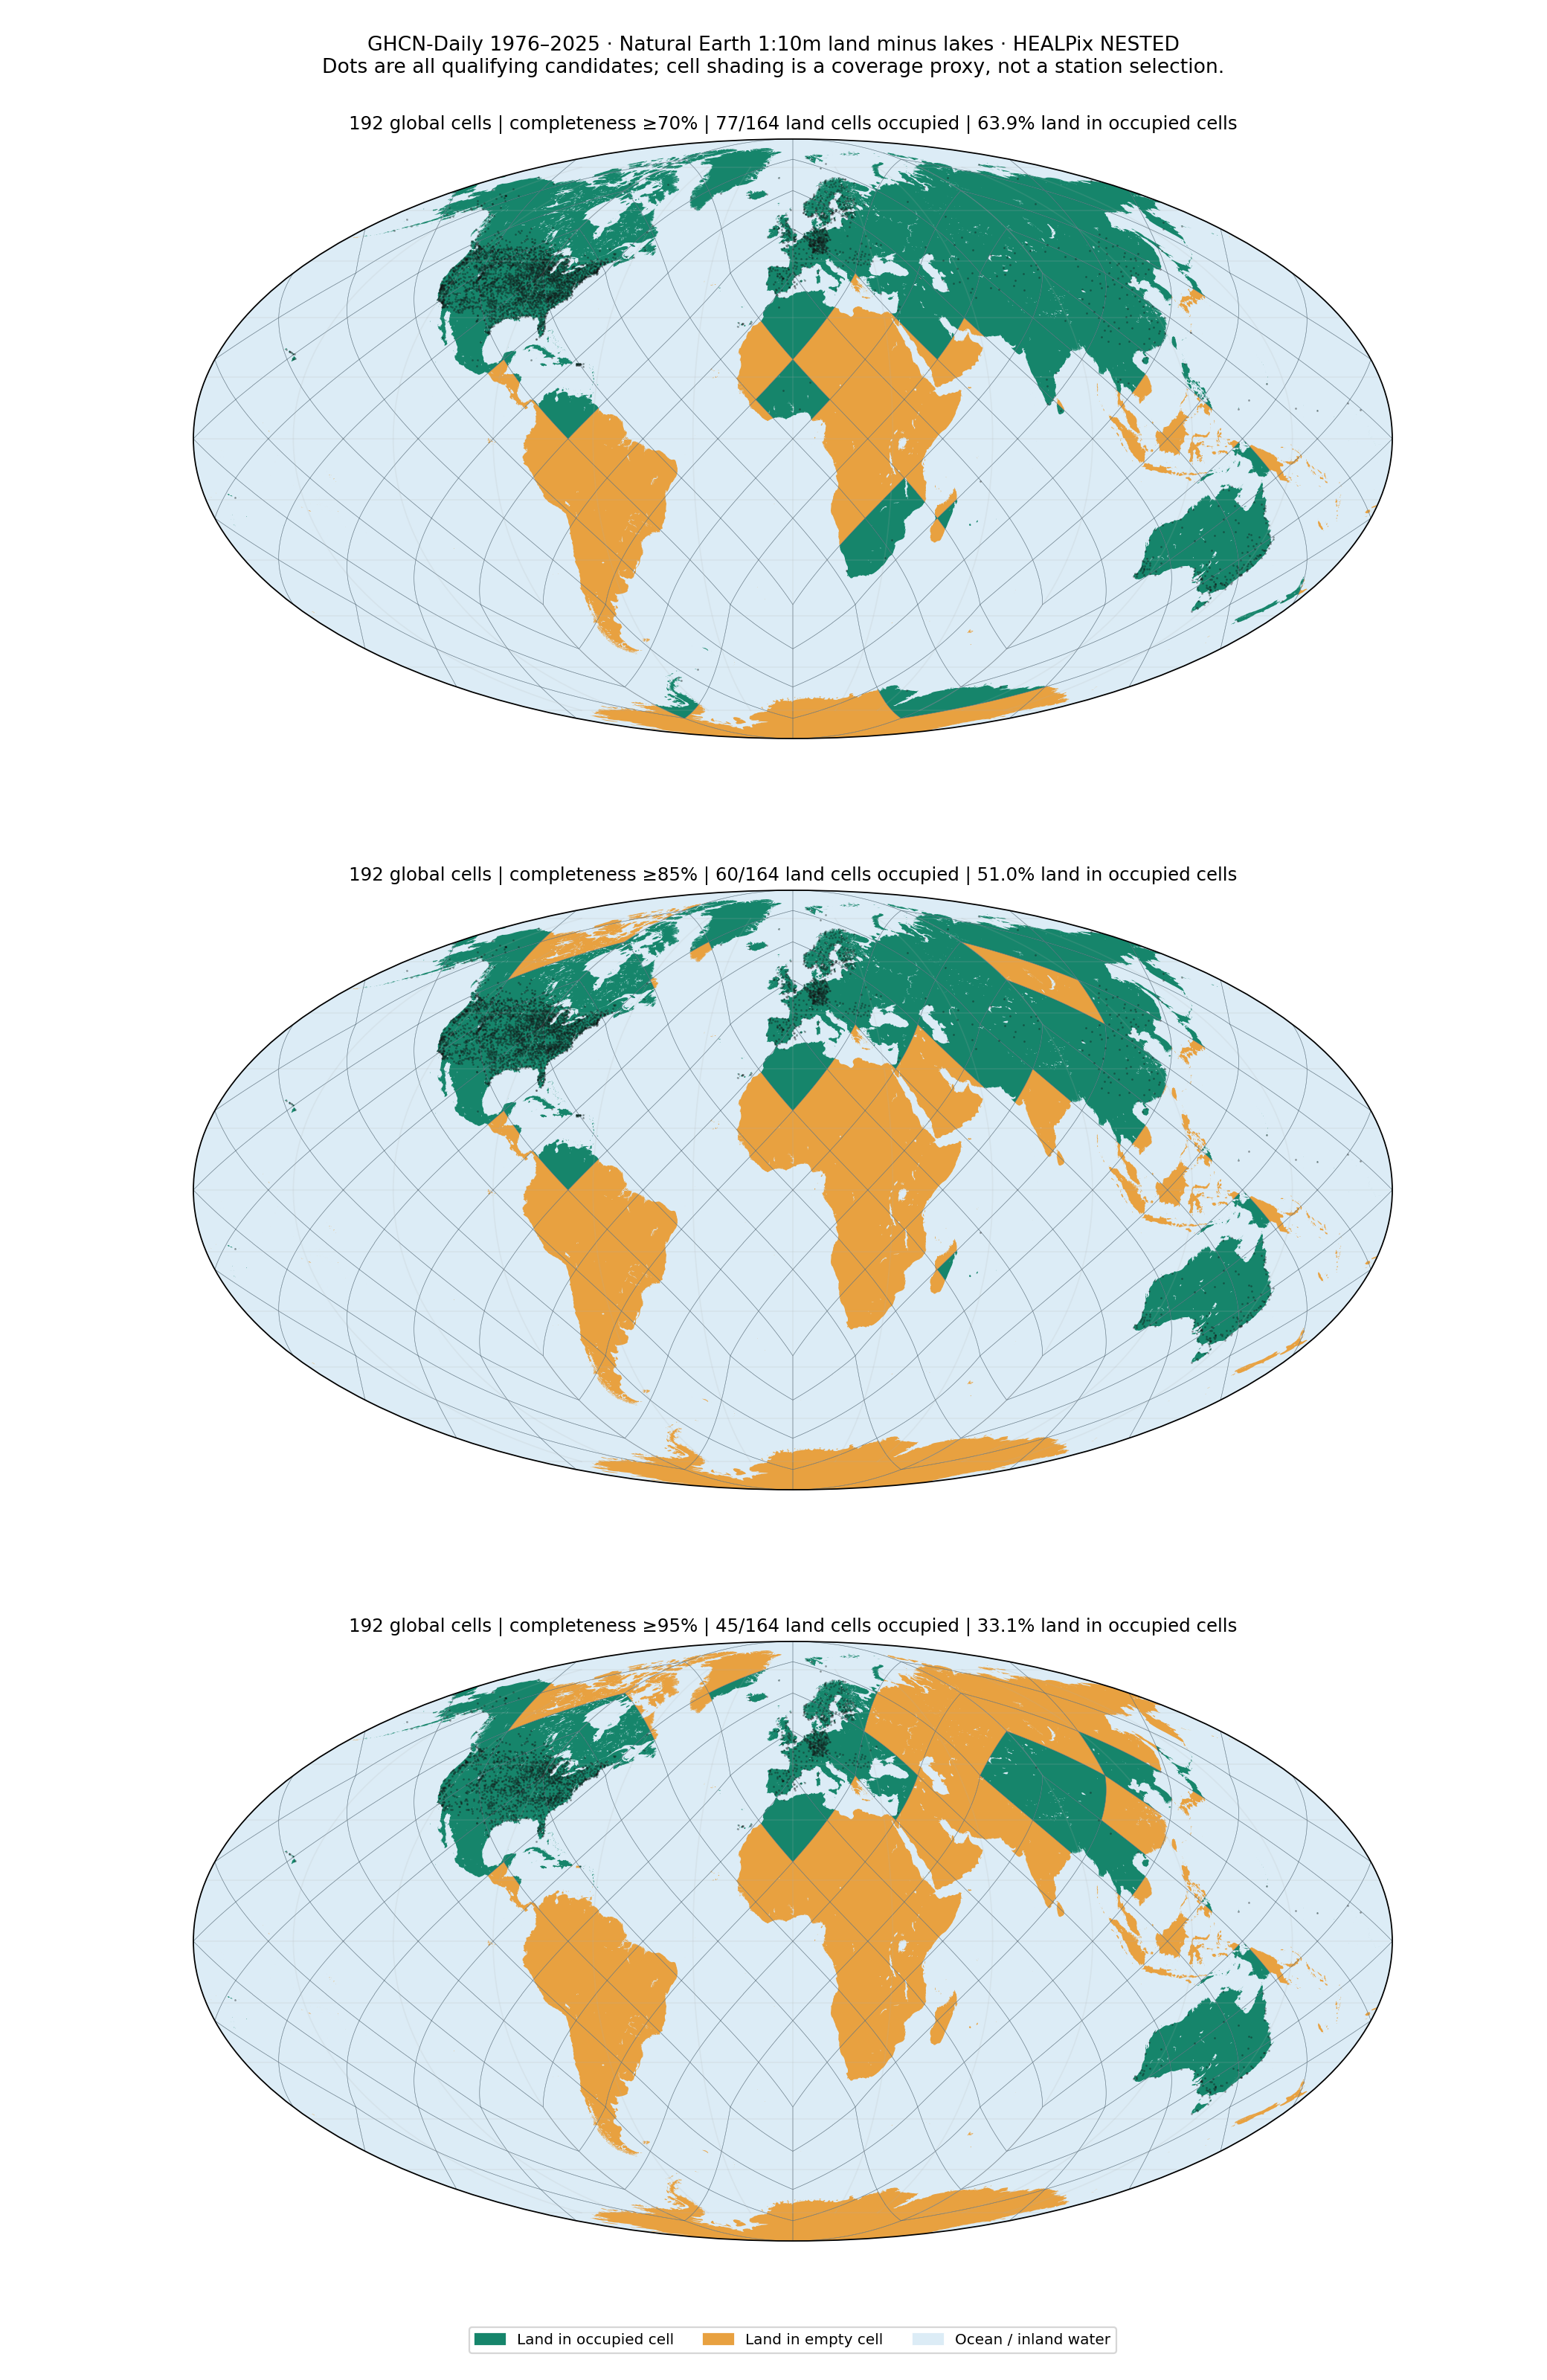 GHCN-Daily 1976–2025 · Natural Earth 1:10m land minus lakes · HEALPix NESTED
Dots are all qualifying candidates; cell shading is a coverage proxy, not a station selection.
192 global cells | completeness ≥70% | 77/164 land cells occupied | 63.9% land in occupied cells
192 global cells | completeness ≥85% | 60/164 land cells occupied | 51.0% land in occupied cells
192 global cells | completeness ≥95% | 45/164 land cells occupied | 33.1% land in occupied cells
Land in occupied cell
Land in empty cell
Ocean / inland water